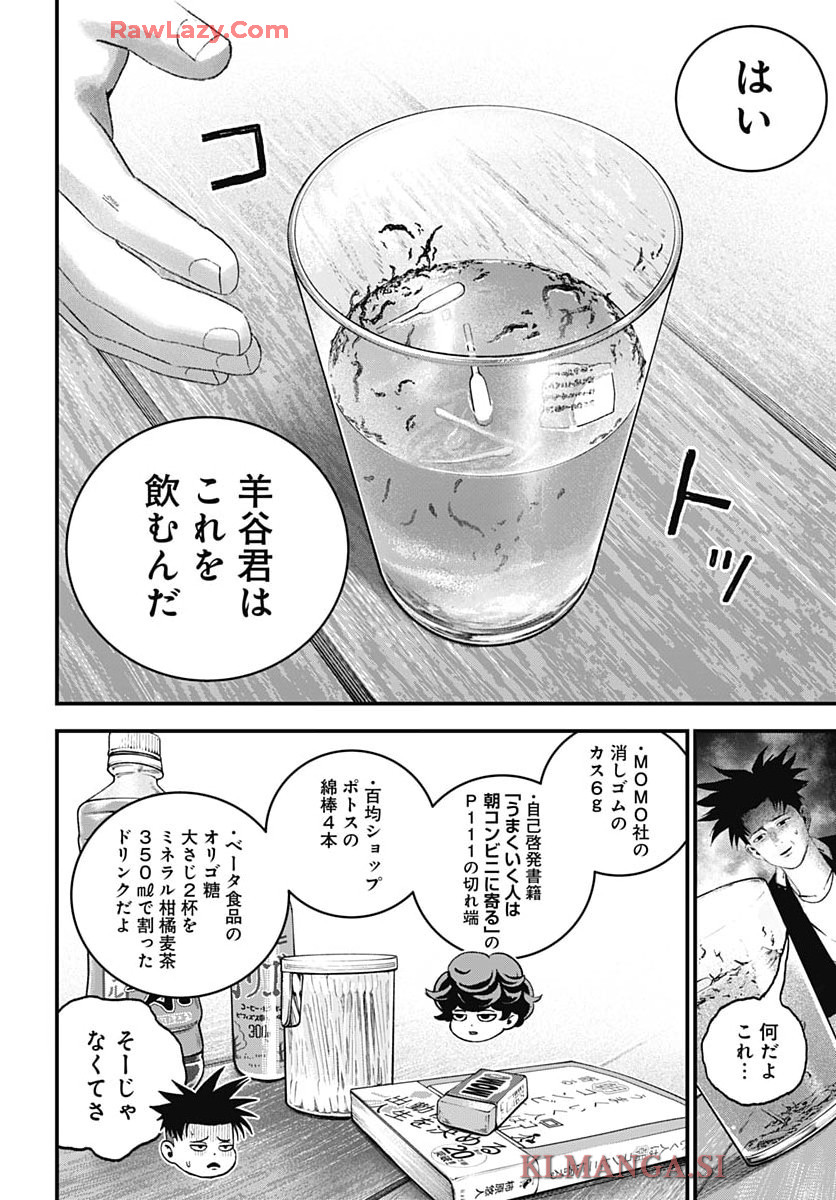 RawLazy.Com
はい
コ
トッ
羊谷君は
これを
飲むんだ
何だよ
これ…
・MOMO社の
消しゴムの
カス6g
・自己啓発書籍
「うまくいく人は
朝コンビニに寄る」の
P111の切れ端
・百均ショップ
ポトスの
綿棒4本
・ベータ食品の
オリゴ糖
大さじ2杯を
ミネラル柑橘麦茶
350㎖で割った
ドリンクだよ
そーじゃ
なくてさ
KLMANGA.SI